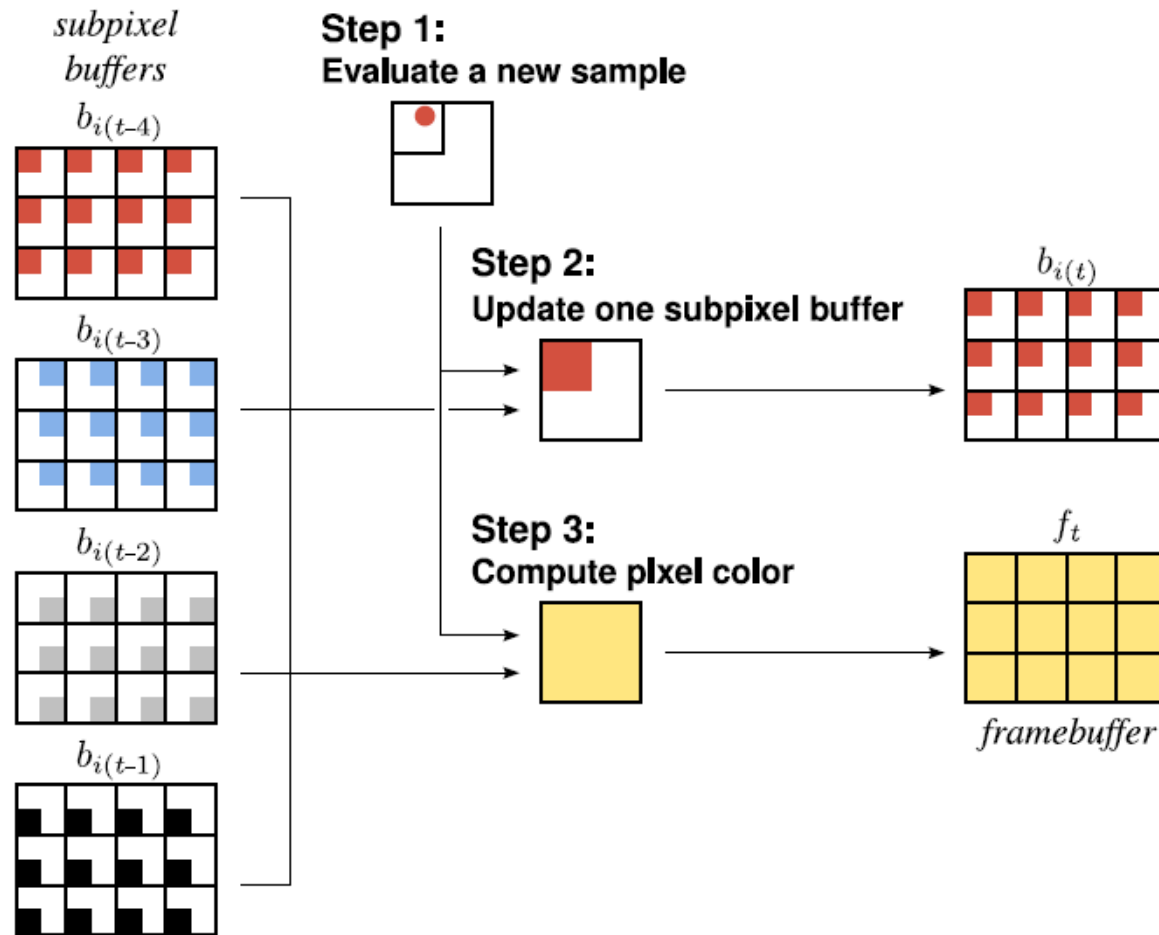 subpixel
buffers
b_{i(t-4)}
b_{i(t-3)}
b_{i(t-2)}
b_{i(t-1)}
Step 1:
Evaluate a new sample
Step 2:
Update one subpixel buffer
Step 3:
Compute pixel color
b_{i(t)}
f_t
framebuffer